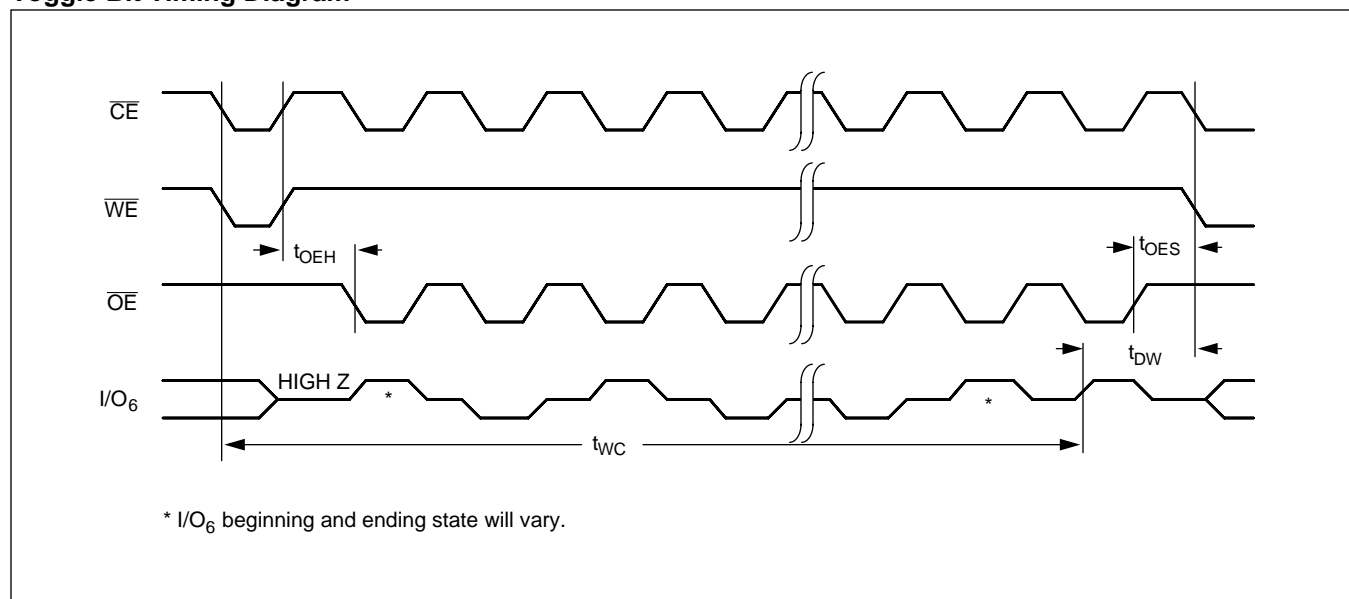 Toggle Bit Timing Diagram
CE
WE
tOEH
tOES
OE
tDW
HIGH Z
I/O6
*
*
tWC
* I/O6 beginning and ending state will vary.